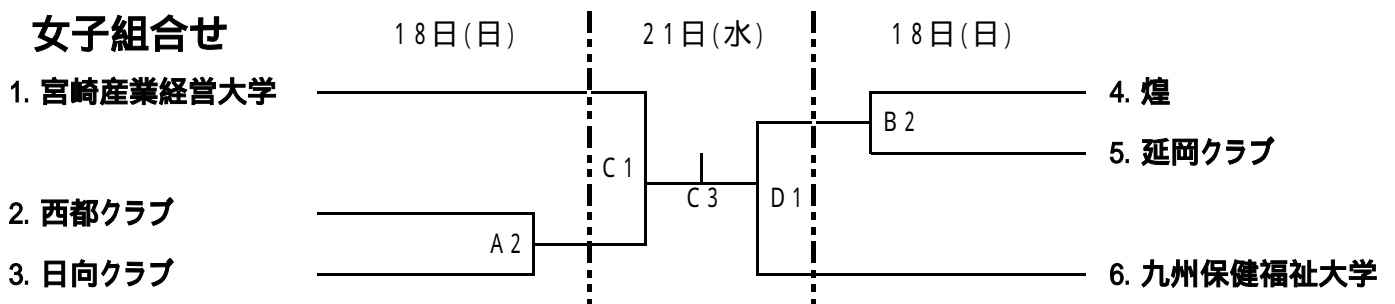 女子組合せ
18日(日)
21日(水)
18日(日)
1. 宮崎産業経営大学
4. 煌
B2
5. 延岡クラブ
C1
C3
D1
2. 西都クラブ
A2
3. 日向クラブ
6. 九州保健福祉大学